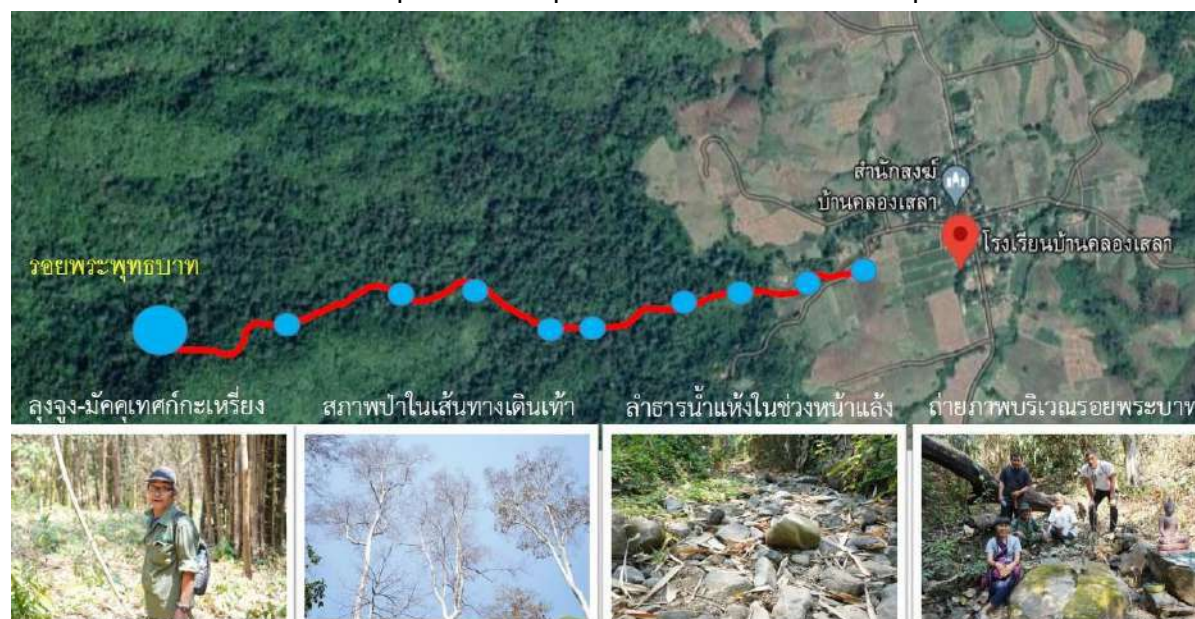 สำนักสงฆ์
บ้านคลองเสลา
โรงเรียนบ้านคลองเสลา
รอยพระพุทธบาท
ลุงจูง-มัคคุเทศก์กะเหรี่ยง
สภาพป่าในเส้นทางเดินเท้า
ลำธารน้ำแห้งในช่วงหน้าแล้ง
ถ่ายภาพบริเวณรอยพระบาท